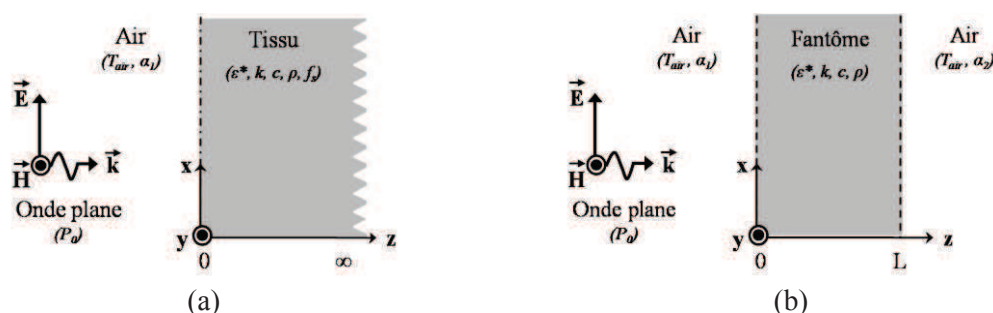 Air
(T_air, α_1)
Tissu
(ε*, k, c, ρ, f_s)
E
H
k
Onde plane
(P_0)
x
y
z
0
∞
(a)
Air
(T_air, α_1)
Fantôme
(ε*, k, c, ρ)
Air
(T_air, α_2)
E
H
k
Onde plane
(P_0)
x
y
z
0
L
(b)